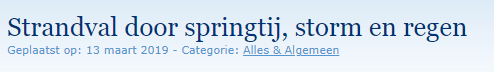 Strandval door springtij, storm en regen
Geplaatst op: 13 maart 2019 - Categorie: Alles & Algemeen